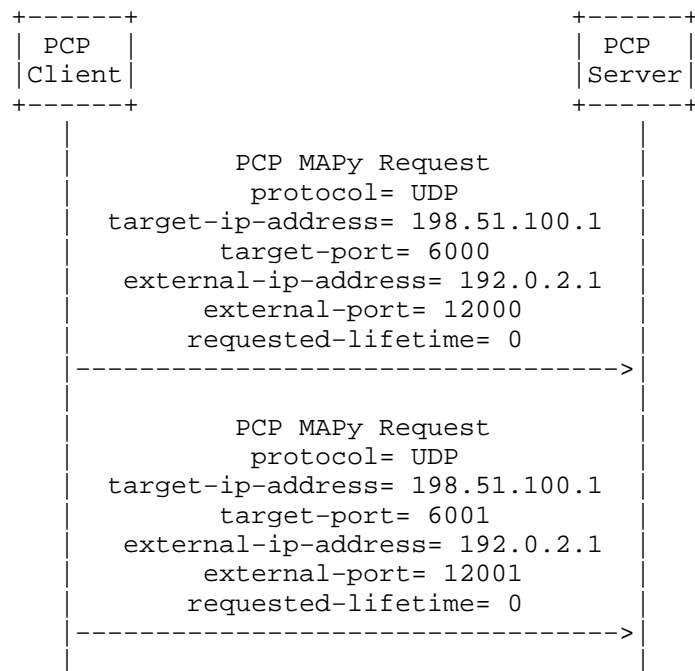 PCP PCP
Client Server
PCP MAPy Request
protocol= UDP
target-ip-address= 198.51.100.1
target-port= 6000
external-ip-address= 192.0.2.1
external-port= 12000
requested-lifetime= 0
PCP MAPy Request
protocol= UDP
target-ip-address= 198.51.100.1
target-port= 6001
external-ip-address= 192.0.2.1
external-port= 12001
requested-lifetime= 0